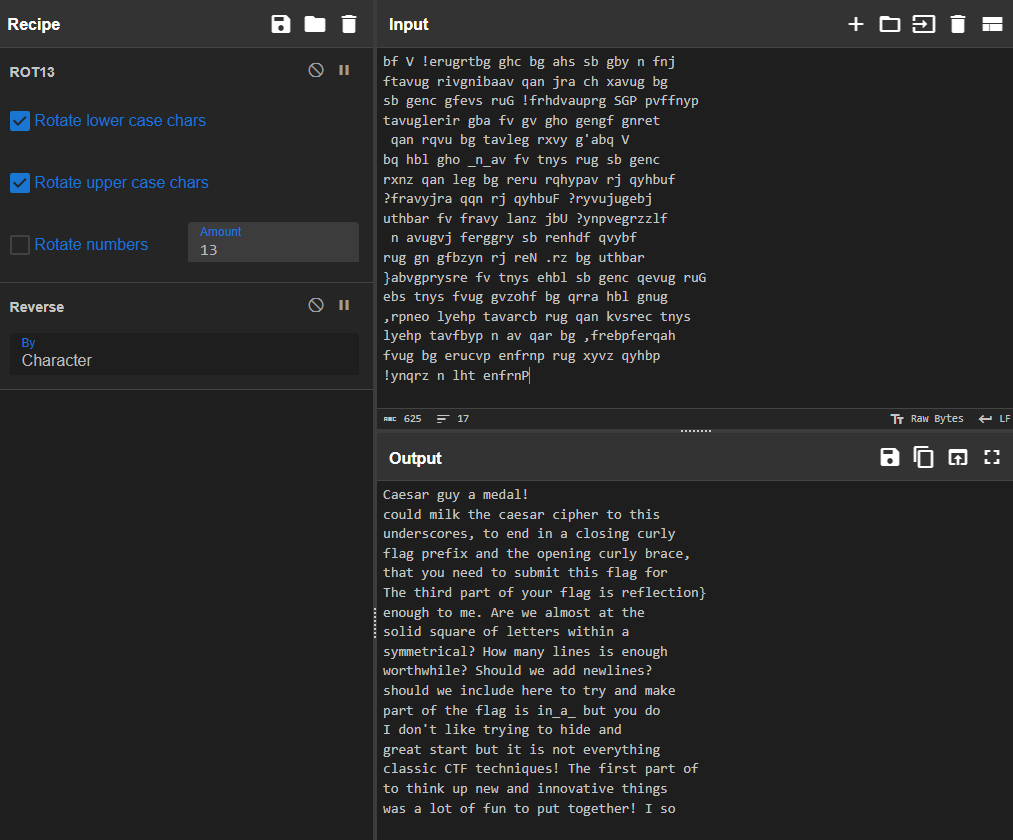 Recipe
ROT13
Rotate lower case chars
Rotate upper case chars
Rotate numbers
Amount
13
Reverse
By
Character
Input
bf V !erugrtbg ghc bg ahs sb gby n fnj
ftavug rivgnibaav qan jra ch xavug bg
sb genc gfevs ruG !frhdvauprg SGP pvffnyp
tavuglerir gba fv gv gho gengf gnret
qan rqvu bg tavleg rxvy g'abq V
bq hbl gho _n_av fv tnys rug sb genc
rxnz qan leg bg reru rqhypav rj qyhbuf
?fravyjra qqn rj qyhbuF ?ryvujugebj
uthbar fv fravy lanz jbU ?ynpvegrzzlf
n avugvj ferggry sb renhdf qvybf
rug gn gfbzyn rj reN .rz bg uthbar
}abvgprysre fv tnys ehbl sb genc qevug ruG
ebs tnys fvug gvzohf bg qrra hbl gnug
,rpneo lyehp tavarcb rug qan kvsrec tnys
lyehp tavfbyp n av qar bg ,frebpferqah
fvug bg erucvp enfrnp rug xyvz qyhbp
!ynqrz n lht enfrnP
ABC 625
17
Tt Raw Bytes
LF
Output
Caesar guy a medal!
could milk the caesar cipher to this
underscores, to end in a closing curly
flag prefix and the opening curly brace,
that you need to submit this flag for
The third part of your flag is reflection}
enough to me. Are we almost at the
solid square of letters within a
symmetrical? How many lines is enough
worthwhile? Should we add newlines?
should we include here to try and make
part of the flag is in_a_ but you do
I don't like trying to hide and
great start but it is not everything
classic CTF techniques! The first part of
to think up new and innovative things
was a lot of fun to put together! I so